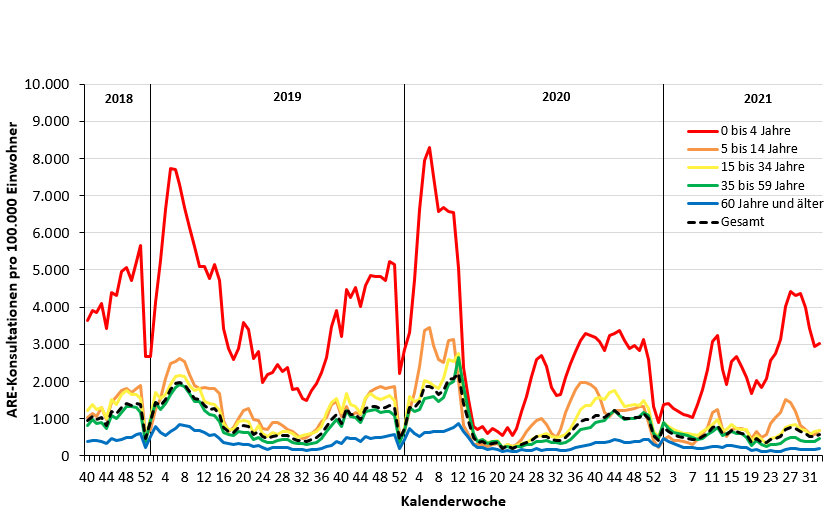 ARE-Konsultationen pro 100.000 Einwohner
10.000
9.000
8.000
7.000
6.000
5.000
4.000
3.000
2.000
1.000
0
2018
2019
2020
2021
0 bis 4 Jahre
5 bis 14 Jahre
15 bis 34 Jahre
35 bis 59 Jahre
60 Jahre und älter
Gesamt
40 44 48 52 4 8 12 16 20 24 28 32 36 40 44 48 52 4 8 12 16 20 24 28 32 36 40 44 48 52 3 7 11 15 19 23 27 31
Kalenderwoche